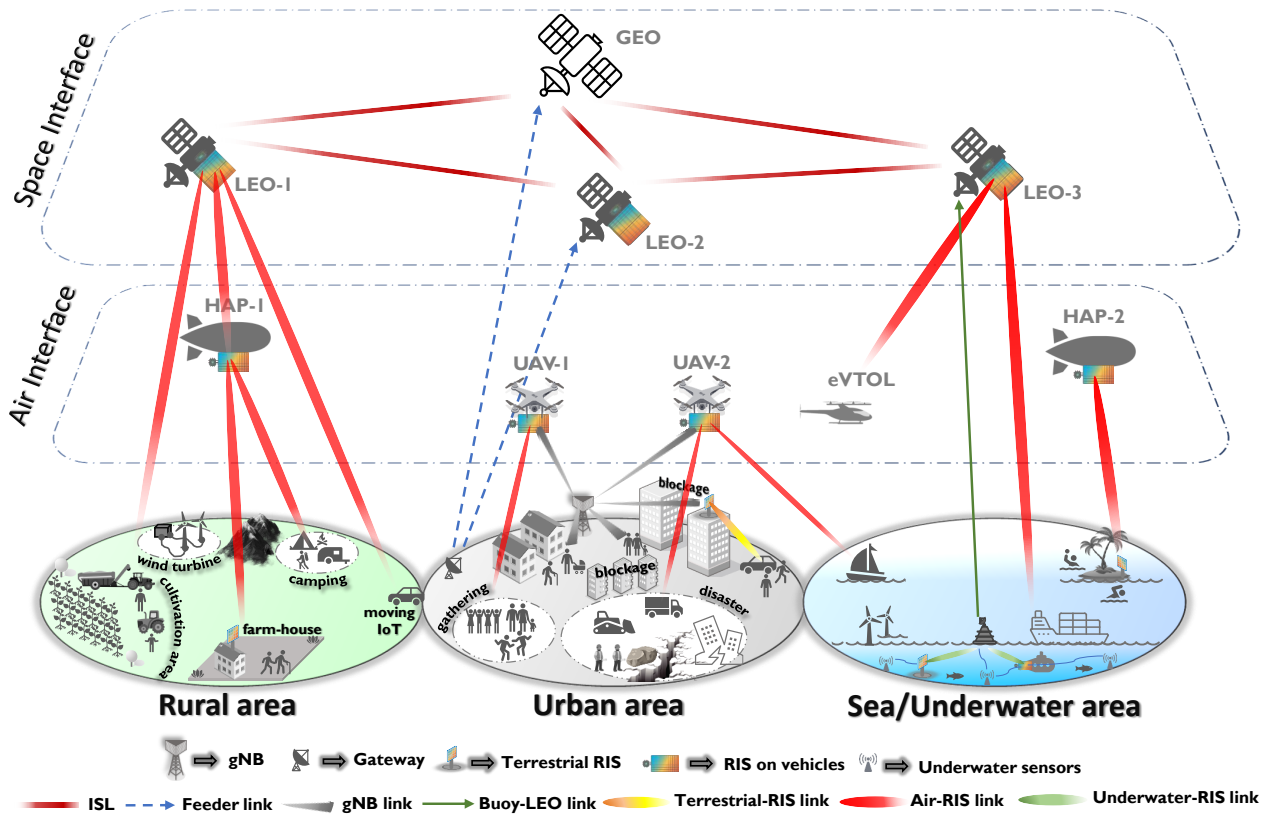 Space Interface
GEO
LEO-1
LEO-2
LEO-3
Air Interface
HAP-1
UAV-1
UAV-2
eVTOL
HAP-2
wind turbine
camping
cultivation area
farm-house
moving
IoT
blockage
blockage
gathering
disaster
Rural area
Urban area
Sea/Underwater area
gNB
Gateway
Terrestrial RIS
RIS on vehicles
Underwater sensors
ISL
Feeder link
gNB link
Buoy-LEO link
Terrestrial-RIS link
Air-RIS link
Underwater-RIS link